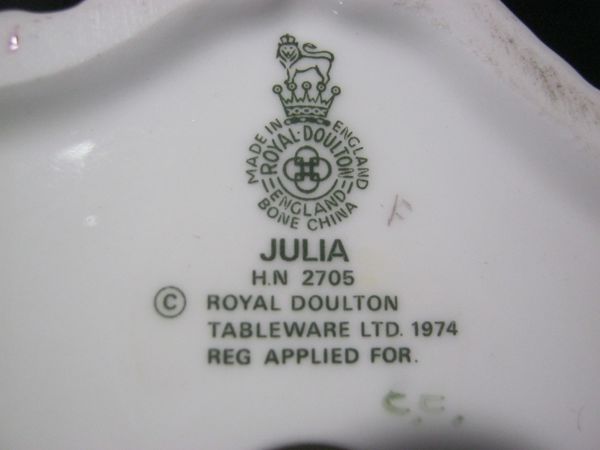 MADE IN ENGLAND
ROYAL·DOULTON
ENGLAND
BONE CHINA
JULIA
H.N 2705
© ROYAL DOULTON
TABLEWARE LTD. 1974
REG APPLIED FOR.